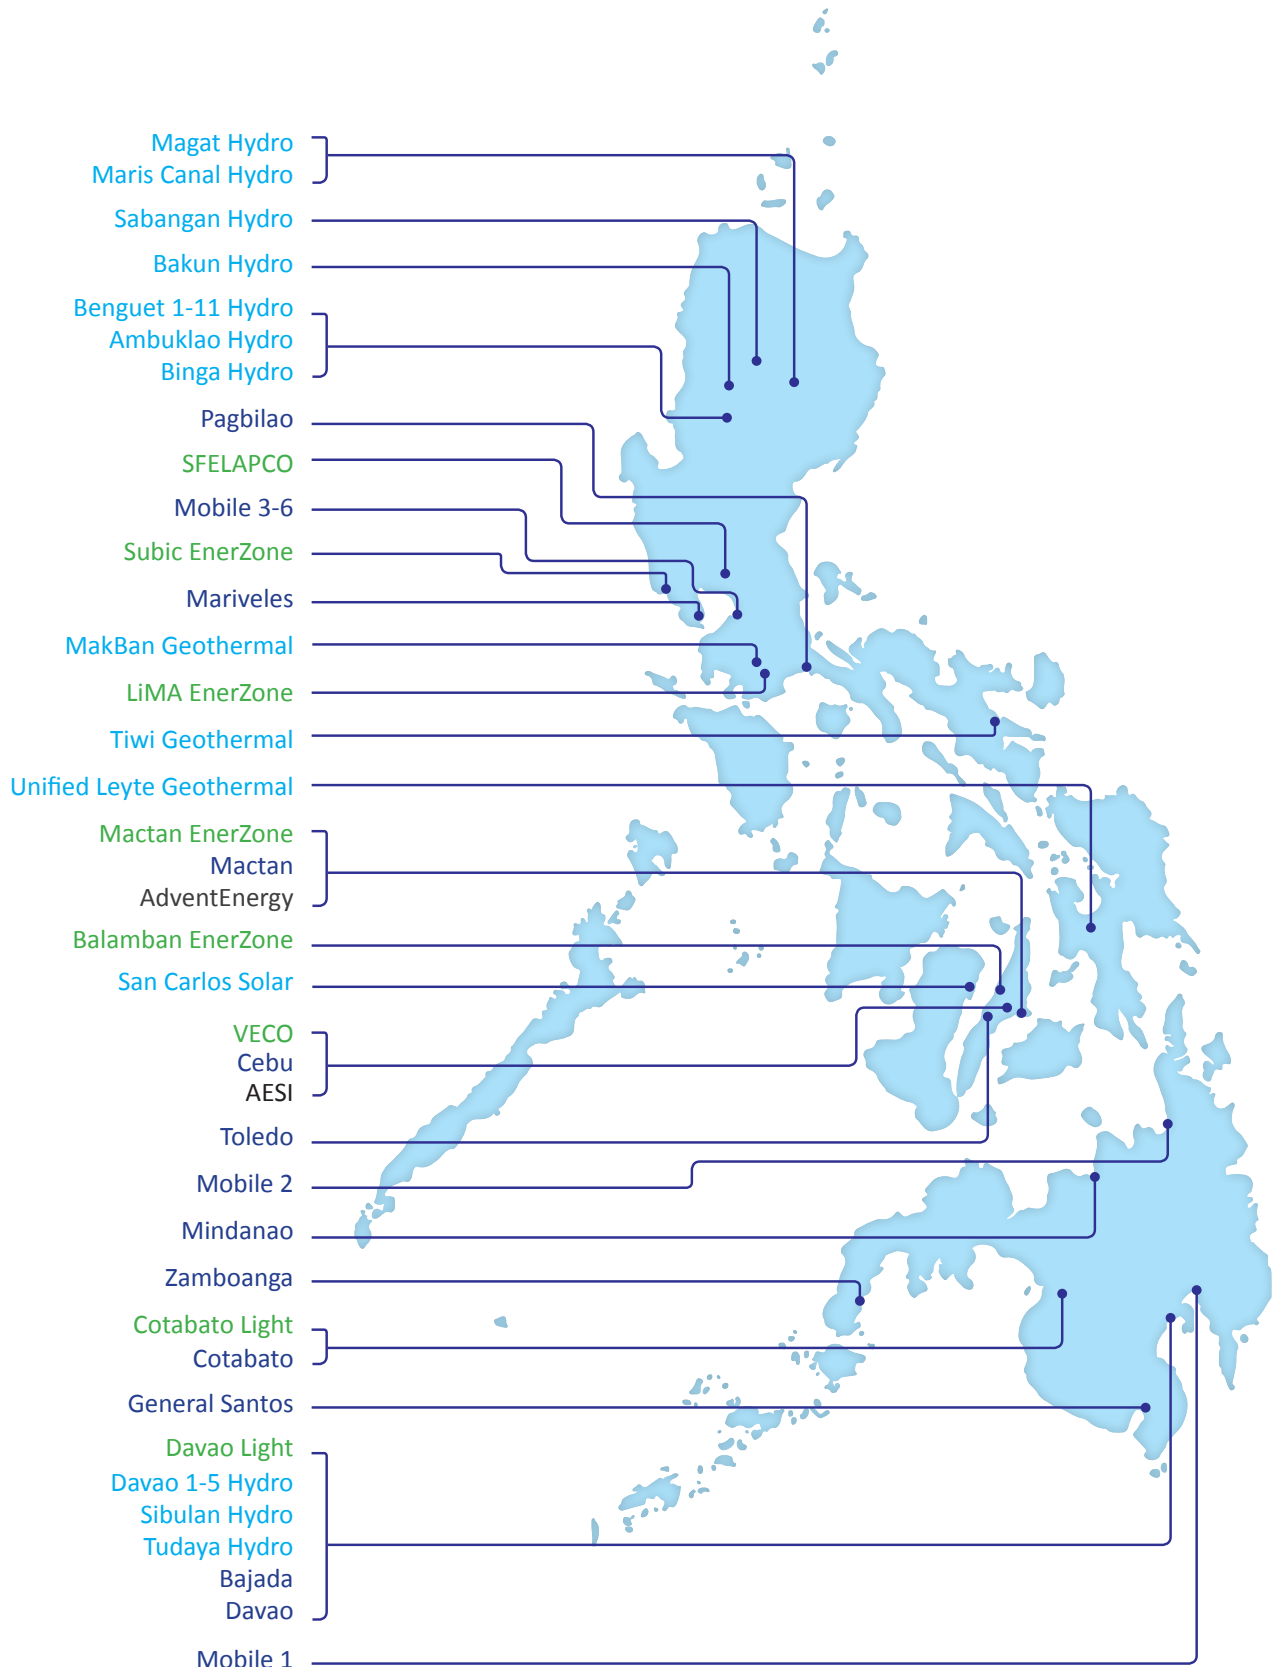 Magat Hydro
Maris Canal Hydro
Sabangan Hydro
Bakun Hydro
Benguet 1-11 Hydro
Ambuklao Hydro
Binga Hydro
Pagbilao
SFELAPCO
Mobile 3-6
Subic EnerZone
Mariveles
MakBan Geothermal
LiMA EnerZone
Tiwi Geothermal
Unified Leyte Geothermal
Mactan EnerZone
Mactan
AdventEnergy
Balamban EnerZone
San Carlos Solar
VECO
Cebu
AESI
Toledo
Mobile 2
Mindanao
Zamboanga
Cotabato Light
Cotabato
General Santos
Davao Light
Davao 1-5 Hydro
Sibulan Hydro
Tudaya Hydro
Bajada
Davao
Mobile 1